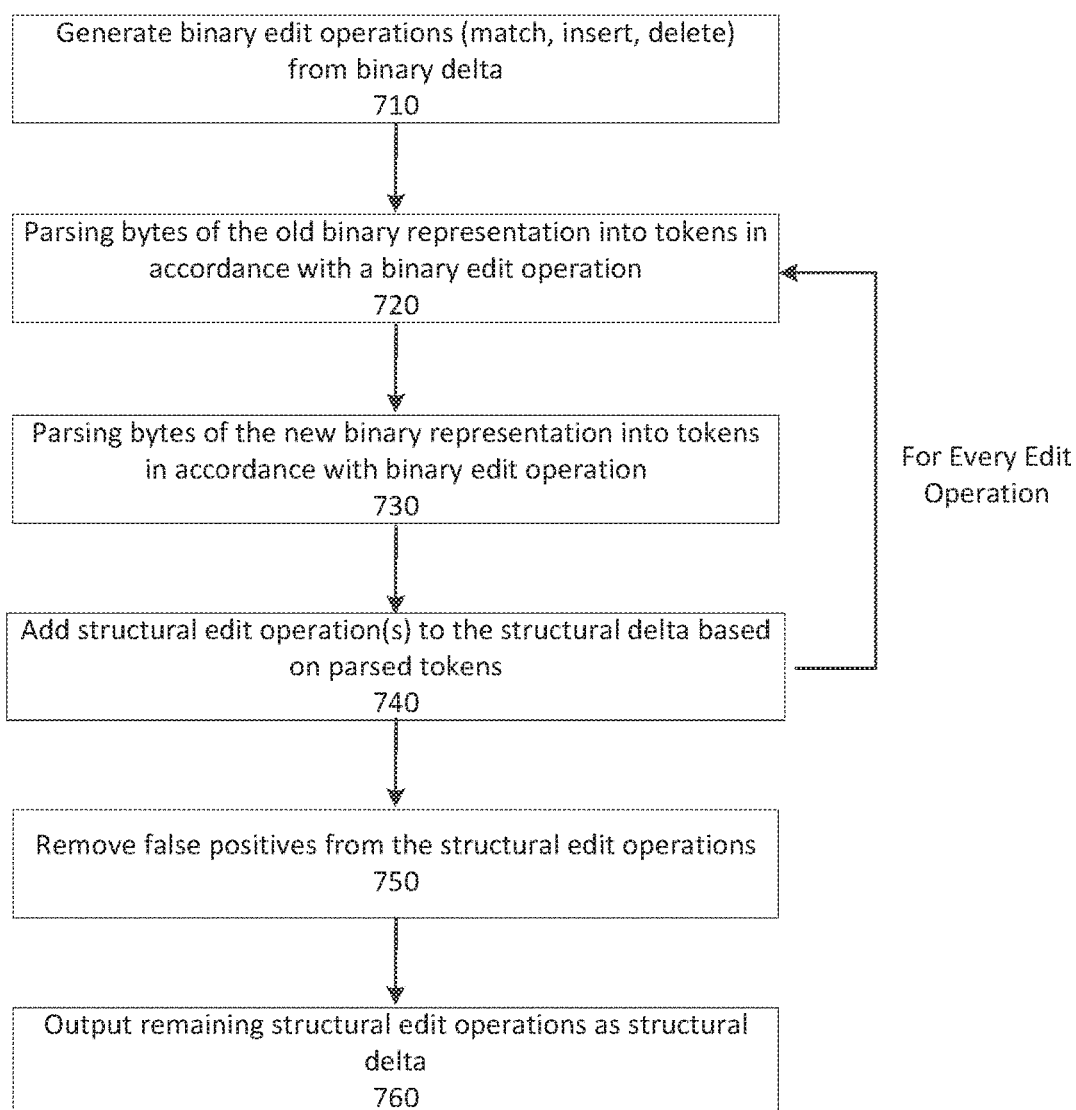 Generate binary edit operations (match, insert, delete)
from binary delta
710
Parsing bytes of the old binary representation into tokens in
accordance with a binary edit operation
720
Parsing bytes of the new binary representation into tokens
in accordance with binary edit operation
730
For Every Edit
Operation
Add structural edit operation(s) to the structural delta based
on parsed tokens
740
Remove false positives from the structural edit operations
750
Output remaining structural edit operations as structural
delta
760